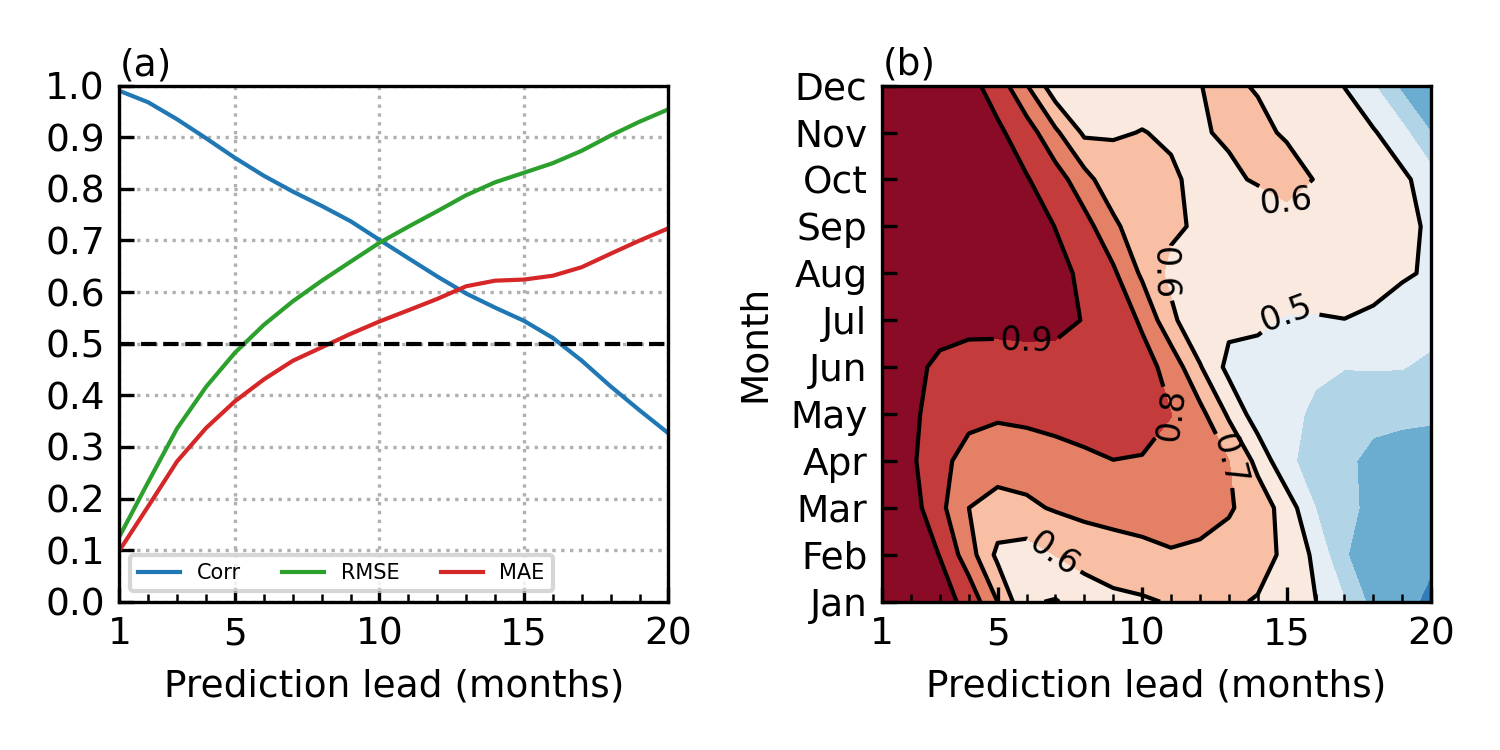 (a)
1.0
0.9
0.8
0.7
0.6
0.5
0.4
0.3
0.2
0.1
0.0
Corr RMSE MAE
1 5 10 15 20
Prediction lead (months)
(b)
Month
Dec
Nov
Oct
Sep
Aug
Jul
Jun
May
Apr
Mar
Feb
Jan
0.6
0.6
0.5
0.9
0.8
0.7
0.6
1 5 10 15 20
Prediction lead (months)